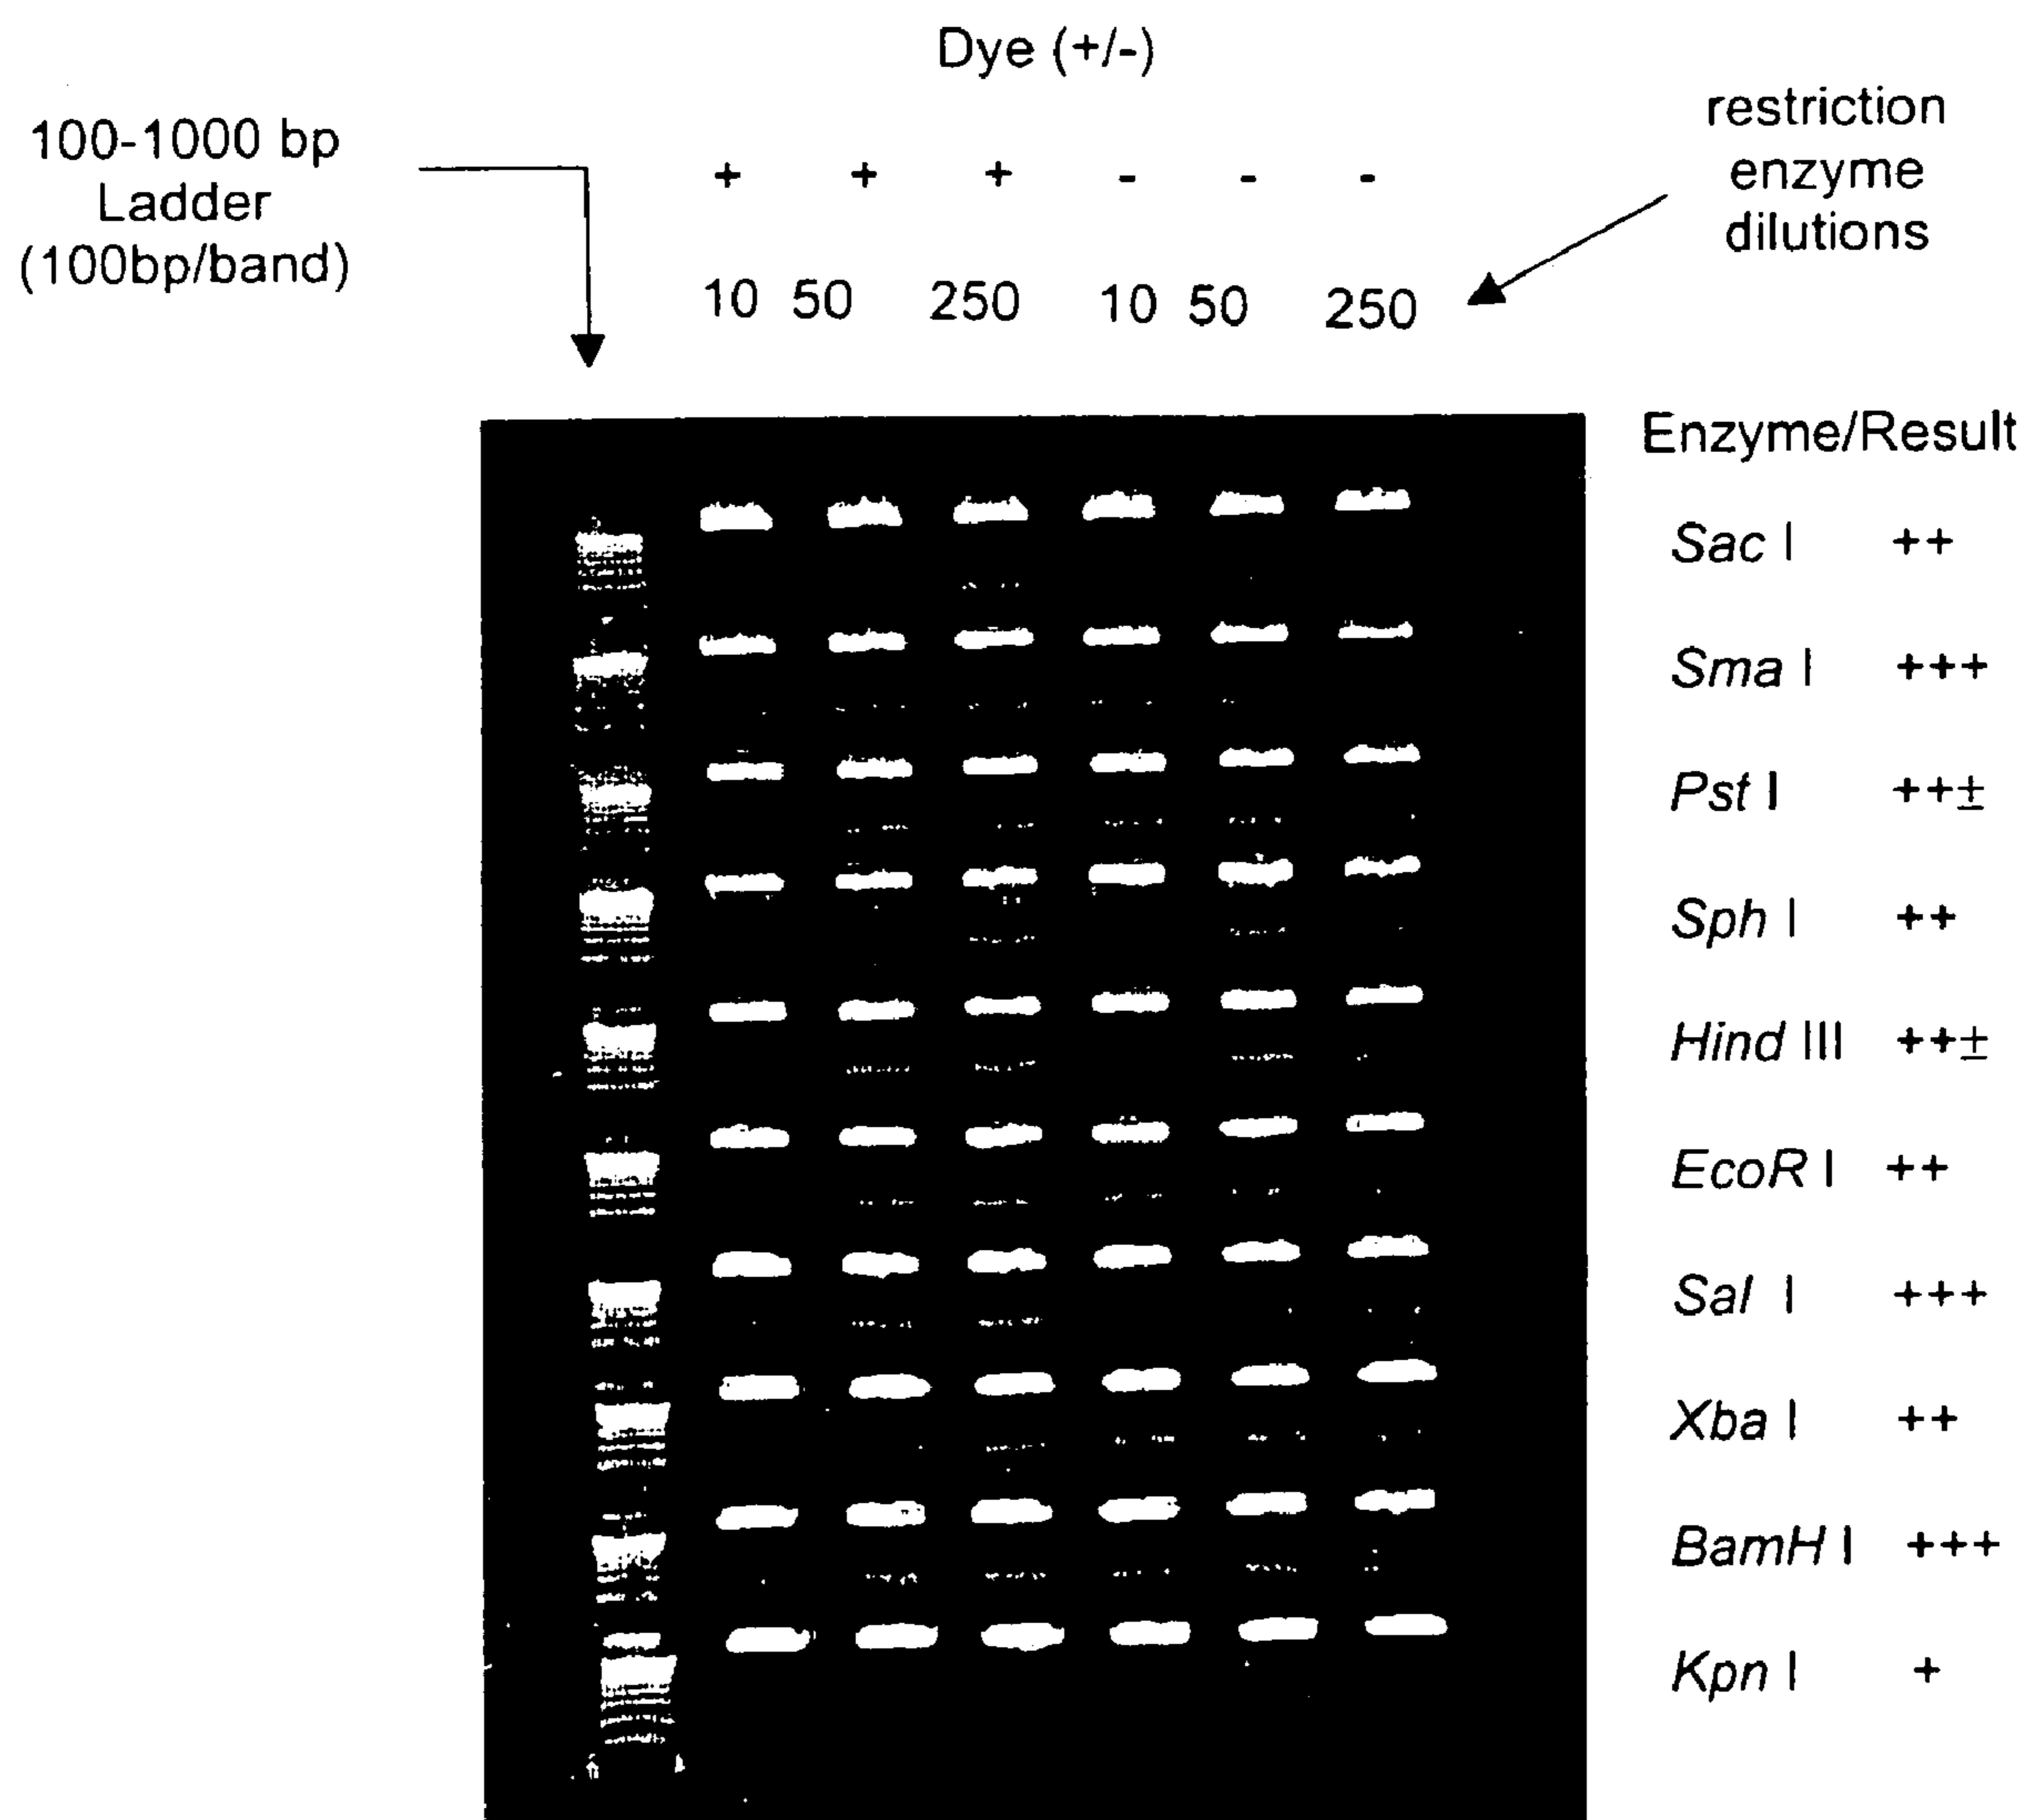 Dye (+/-)
100-1000 bp
Ladder
(100bp/band)
+ + + - - -
restriction
enzyme
dilutions
10 50 250 10 50 250
Enzyme/Result
Sac I ++
Sma I +++
Pst I ++±
Sph I ++
Hind III ++±
EcoR I ++
Sal I +++
Xba I ++
BamH I +++
Kpn I +